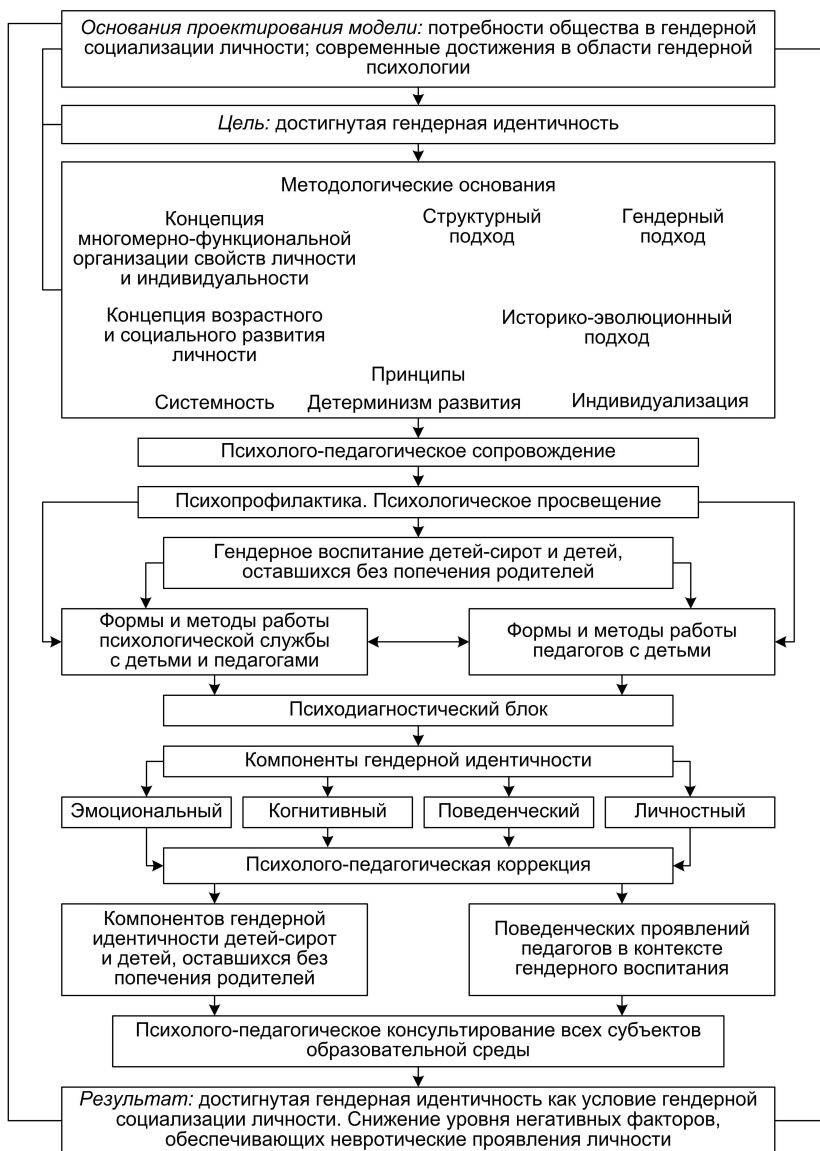 Основания проектирования модели: потребности общества в гендерной
социализации личности; современные достижения в области гендерной
психологии
Цель: достигнутая гендерная идентичность
Методологические основания
Концепция
многомерно-функциональной
организации свойств личности
и индивидуальности
Структурный
подход
Гендерный
подход
Концепция возрастного
и социального развития
личности
Историко-эволюционный
подход
Принципы
Системность
Детерминизм развития
Индивидуализация
Психолого-педагогическое сопровождение
Психопрофилактика. Психологическое просвещение
Гендерное воспитание детей-сирот и детей,
оставшихся без попечения родителей
Формы и методы работы
психологической службы
с детьми и педагогами
Формы и методы работы
педагогов с детьми
Психодиагностический блок
Компоненты гендерной идентичности
Эмоциональный
Когнитивный
Поведенческий
Личностный
Психолого-педагогическая коррекция
Компонентов гендерной
идентичности детей-сирот
и детей, оставшихся без
попечения родителей
Поведенческих проявлений
педагогов в контексте
гендерного воспитания
Психолого-педагогическое консультирование всех субъектов
образовательной среды
Результат: достигнутая гендерная идентичность как условие гендерной
социализации личности. Снижение уровня негативных факторов,
обеспечивающих невротические проявления личности